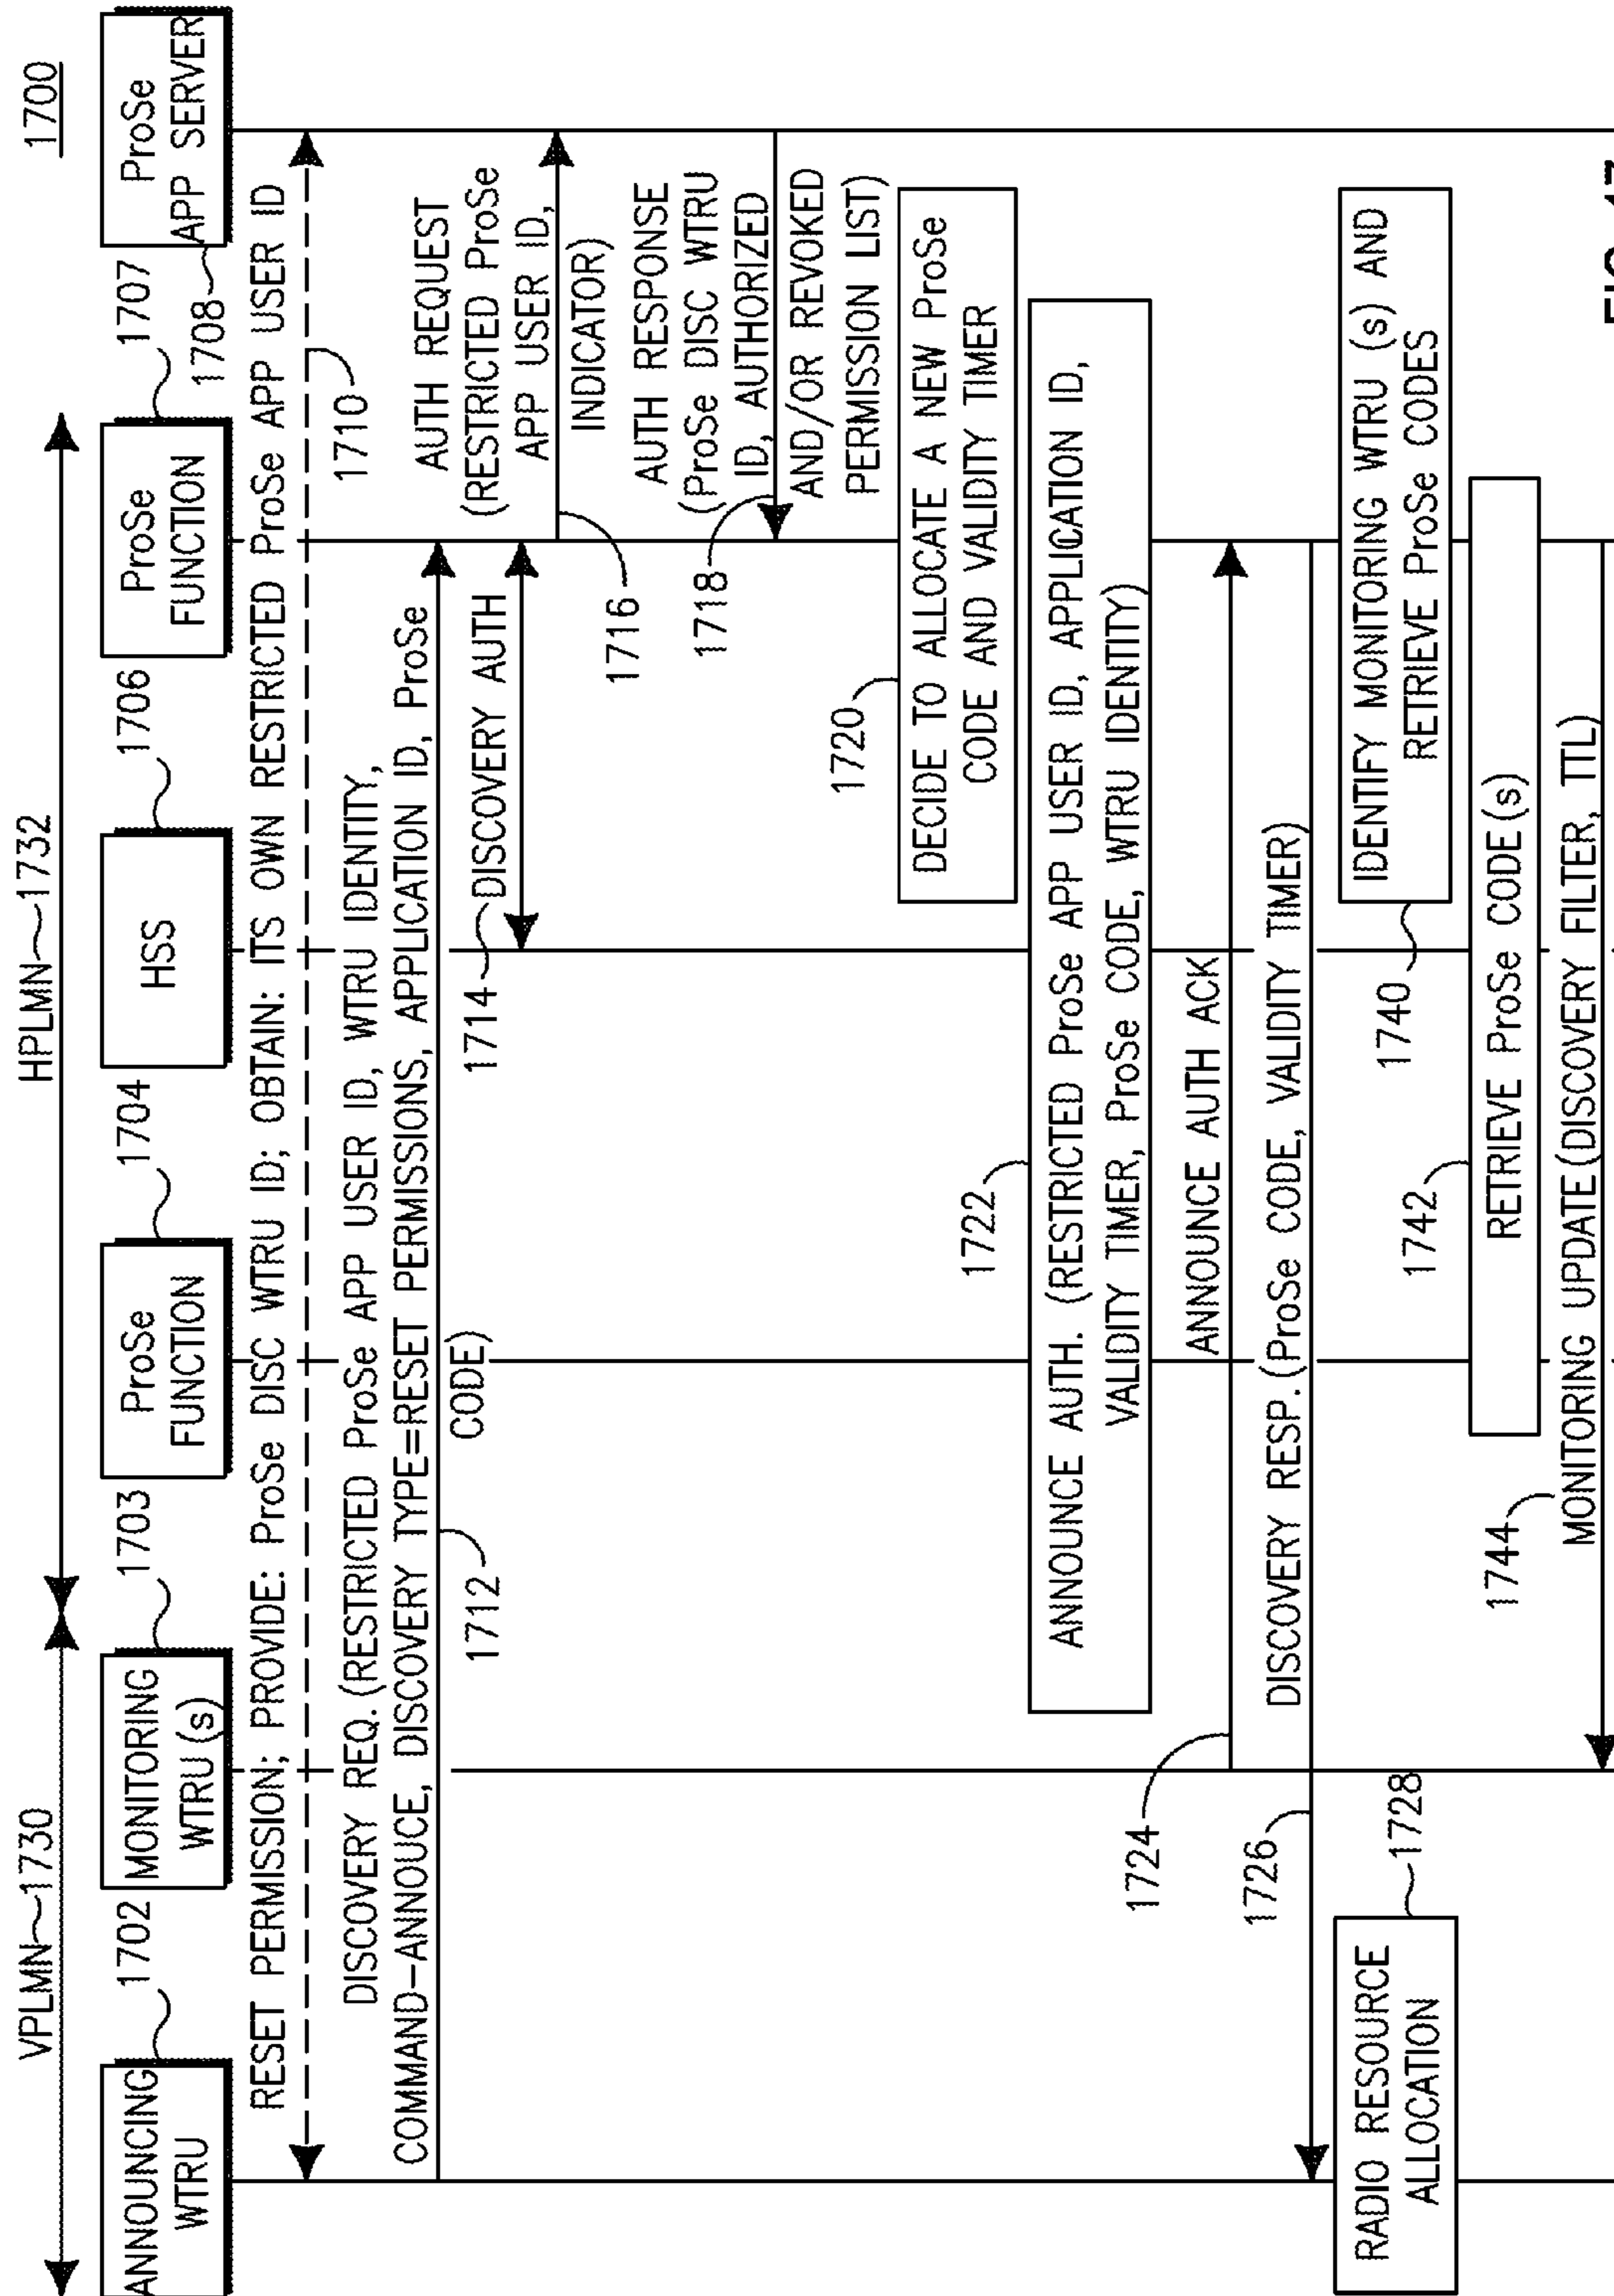 1700
VPLMN 1730
HPLMN 1732
ANNOUNCING
WTRU
1702
MONITORING
WTRU (s)
1703
ProSe
FUNCTION
1704
HSS
1706
ProSe
FUNCTION
1707
1708
ProSe
APP SERVER
RESET PERMISSION; PROVIDE: ProSe DISC WTRU ID; OBTAIN: ITS OWN RESTRICTED ProSe APP USER ID
1710
DISCOVERY REQ. (RESTRICTED ProSe APP USER ID, WTRU IDENTITY,
COMMAND-ANNOUCE, DISCOVERY TYPE=RESET PERMISSIONS, APPLICATION ID, ProSe
CODE)
1712
1714
DISCOVERY AUTH
AUTH REQUEST
(RESTRICTED ProSe
APP USER ID,
INDICATOR)
1716
AUTH RESPONSE
(ProSe DISC WTRU
ID, AUTHORIZED
AND/OR REVOKED
PERMISSION LIST)
1718
1720
DECIDE TO ALLOCATE A NEW ProSe
CODE AND VALIDITY TIMER
1722
ANNOUNCE AUTH. (RESTRICTED ProSe APP USER ID, APPLICATION ID,
VALIDITY TIMER, ProSe CODE, WTRU IDENTITY)
ANNOUNCE AUTH ACK
1724
DISCOVERY RESP. (ProSe CODE, VALIDITY TIMER)
1726
RADIO RESOURCE
ALLOCATION
1728
IDENTIFY MONITORING WTRU (s) AND
RETRIEVE ProSe CODES
1740
1742
RETRIEVE ProSe CODE (s)
1744
MONITORING UPDATE (DISCOVERY FILTER, TTL)